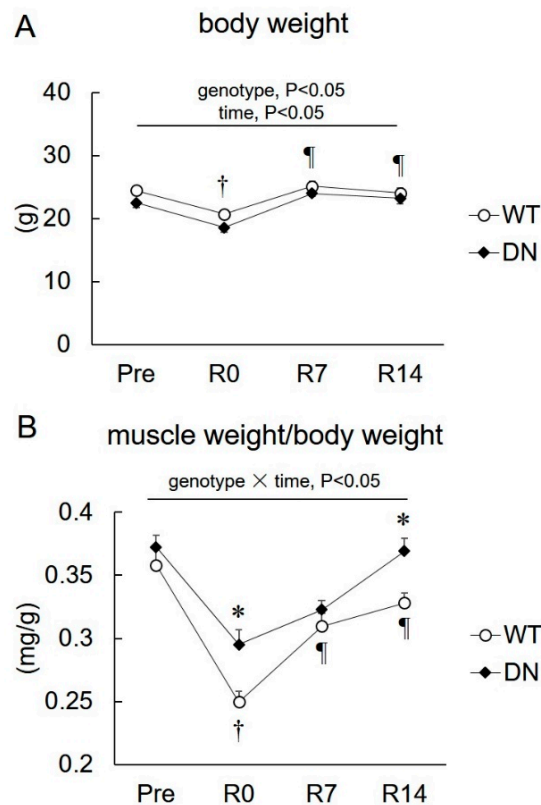 A
body weight
genotype, P<0.05
time, P<0.05
40
30
20
10
0
(g)
†
¶
¶
WT
DN
Pre R0 R7 R14
B
muscle weight/body weight
genotype × time, P<0.05
0.4
0.35
0.3
0.25
0.2
(mg/g)
*
*
†
¶
¶
WT
DN
Pre R0 R7 R14